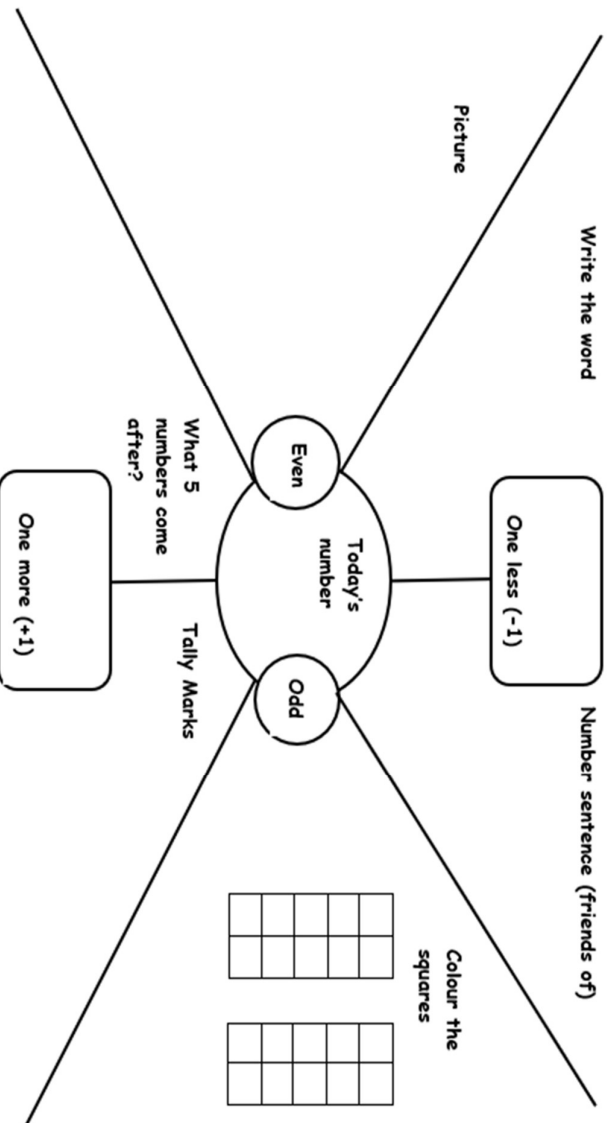 Write the word
One less (-1)
Number sentence (friends of)
Picture
Even
Today's
number
Odd
Colour the
squares
What 5
numbers come
after?
Tally Marks
One more (+1)